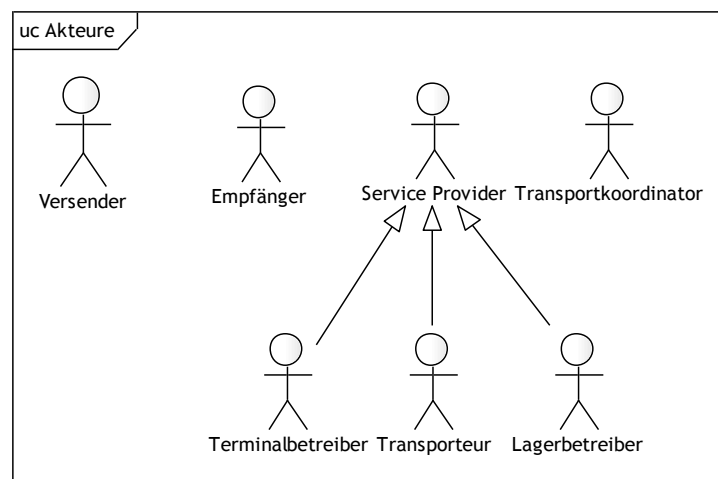 uc Akteure
Versender
Empfänger
Service Provider
Transportkoordinator
Terminalbetreiber
Transporteur
Lagerbetreiber